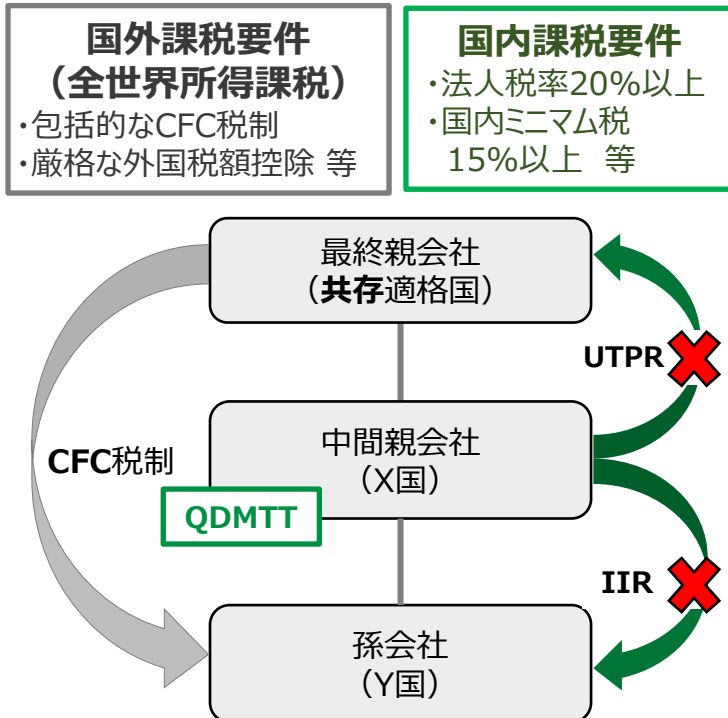 国外課税要件
（全世界所得課税）
・包括的なCFC税制
・厳格な外国税額控除 等
国内課税要件
・法人税率20%以上
・国内ミニマム税
15%以上 等
最終親会社
（共存適格国）
UTPR
中間親会社
（X国）
CFC税制
QDMTT
IIR
孫会社
（Y国）